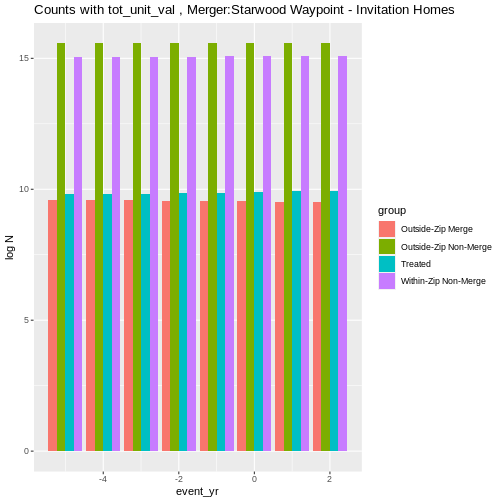 Counts with tot_unit_val , Merger:Starwood Waypoint - Invitation Homes
15
10
5
0
log N
-4
-2
0
2
event_yr
group
Outside-Zip Merge
Outside-Zip Non-Merge
Treated
Within-Zip Non-Merge